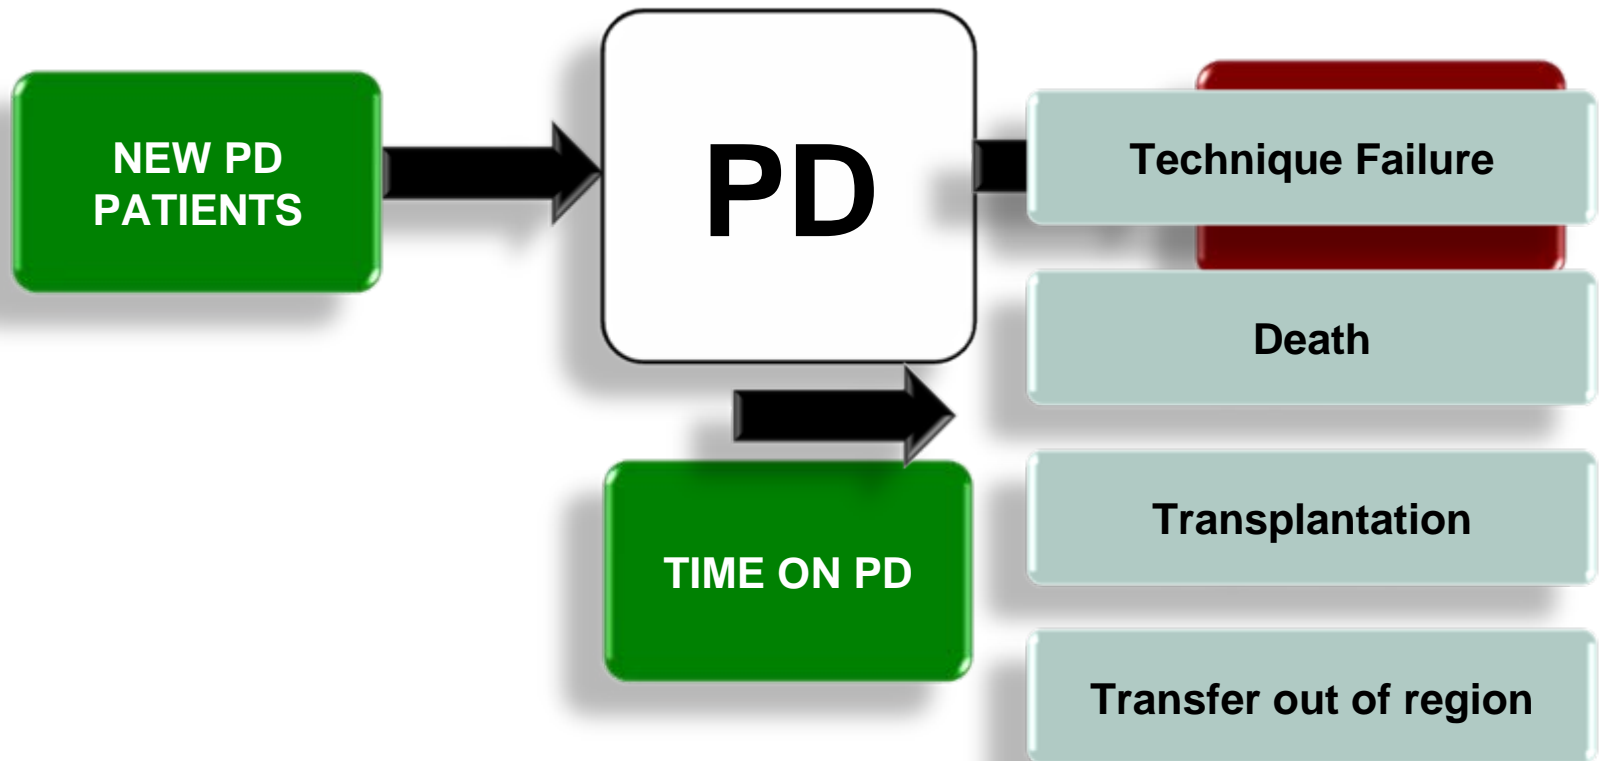 NEW PD
PATIENTS
PD
TIME ON PD
Technique Failure
Death
Transplantation
Transfer out of region